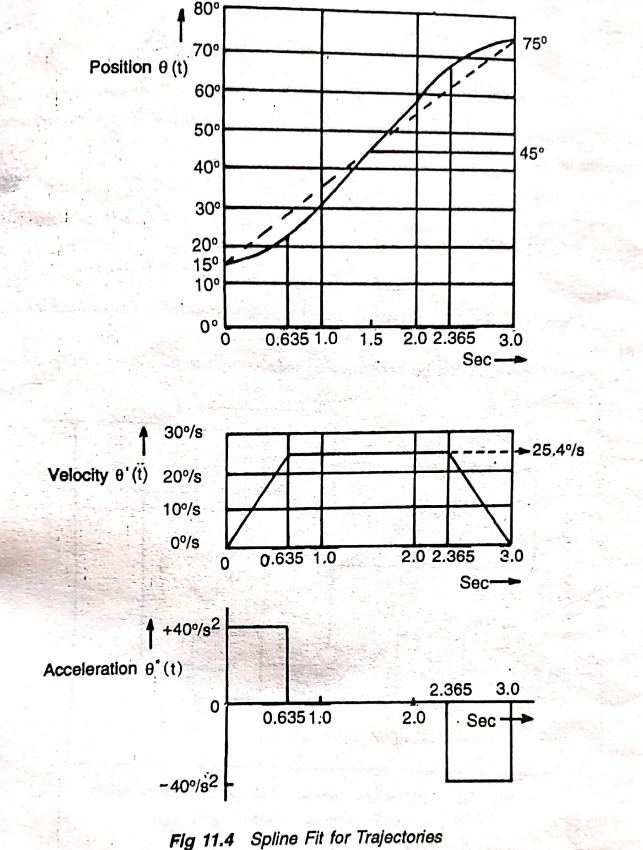 80°
70°
Position θ (t)
75°
60°
50°
45°
40°
30°
20°
15°
10°
0°
0 0.635 1.0 1.5 2.0 2.365 3.0
Sec
30°/s
25.4°/s
Velocity θ'(t)
20°/s
10°/s
0°/s
0 0.635 1.0 2.0 2.365 3.0
Sec
+40°/s²
Acceleration θ"(t)
2.365 3.0
0
0.635 1.0 2.0 Sec
-40°/s²
Fig 11.4 Spline Fit for Trajectories